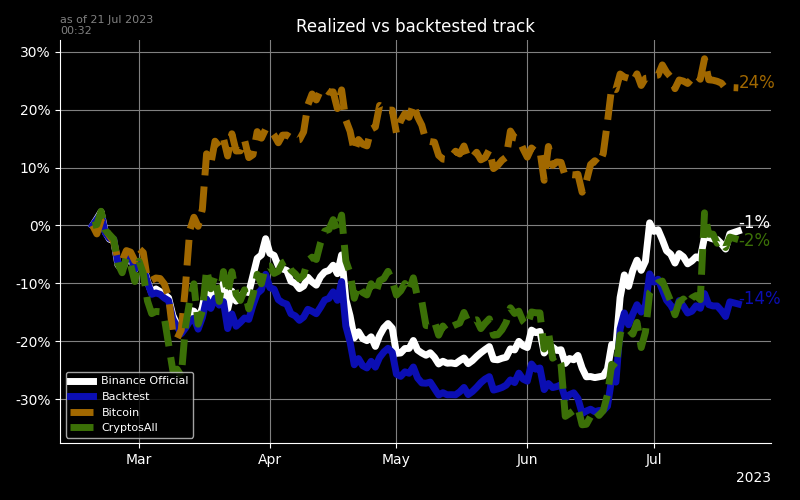 as of 21 Jul 2023
00:32
Realized vs backtested track
30%
20%
10%
0%
-10%
-20%
-30%
24%
-1%
-2%
-14%
Binance Official
Backtest
Bitcoin
CryptosAll
Mar
Apr
May
Jun
Jul
2023